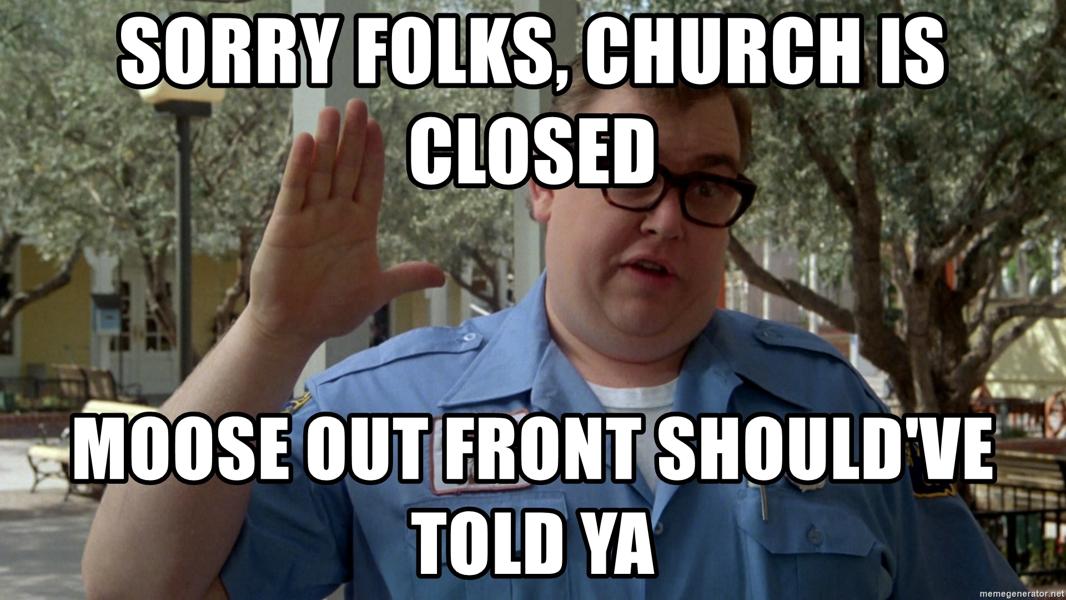 SORRY FOLKS, CHURCH IS
CLOSED
MOOSE OUT FRONT SHOULD'VE
TOLD YA
memegenerator.net